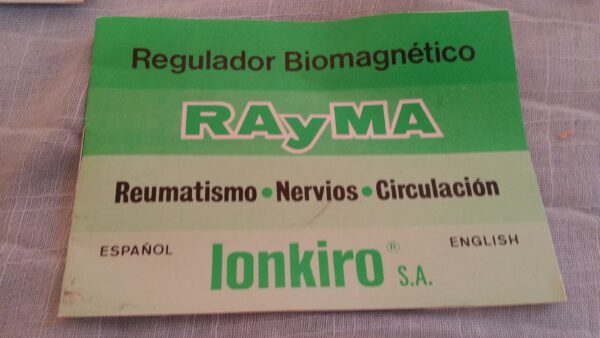 Regulador Biomagnético
RAyMA
Reumatismo • Nervios • Circulación
ESPAÑOL Ionkiro® S.A. ENGLISH